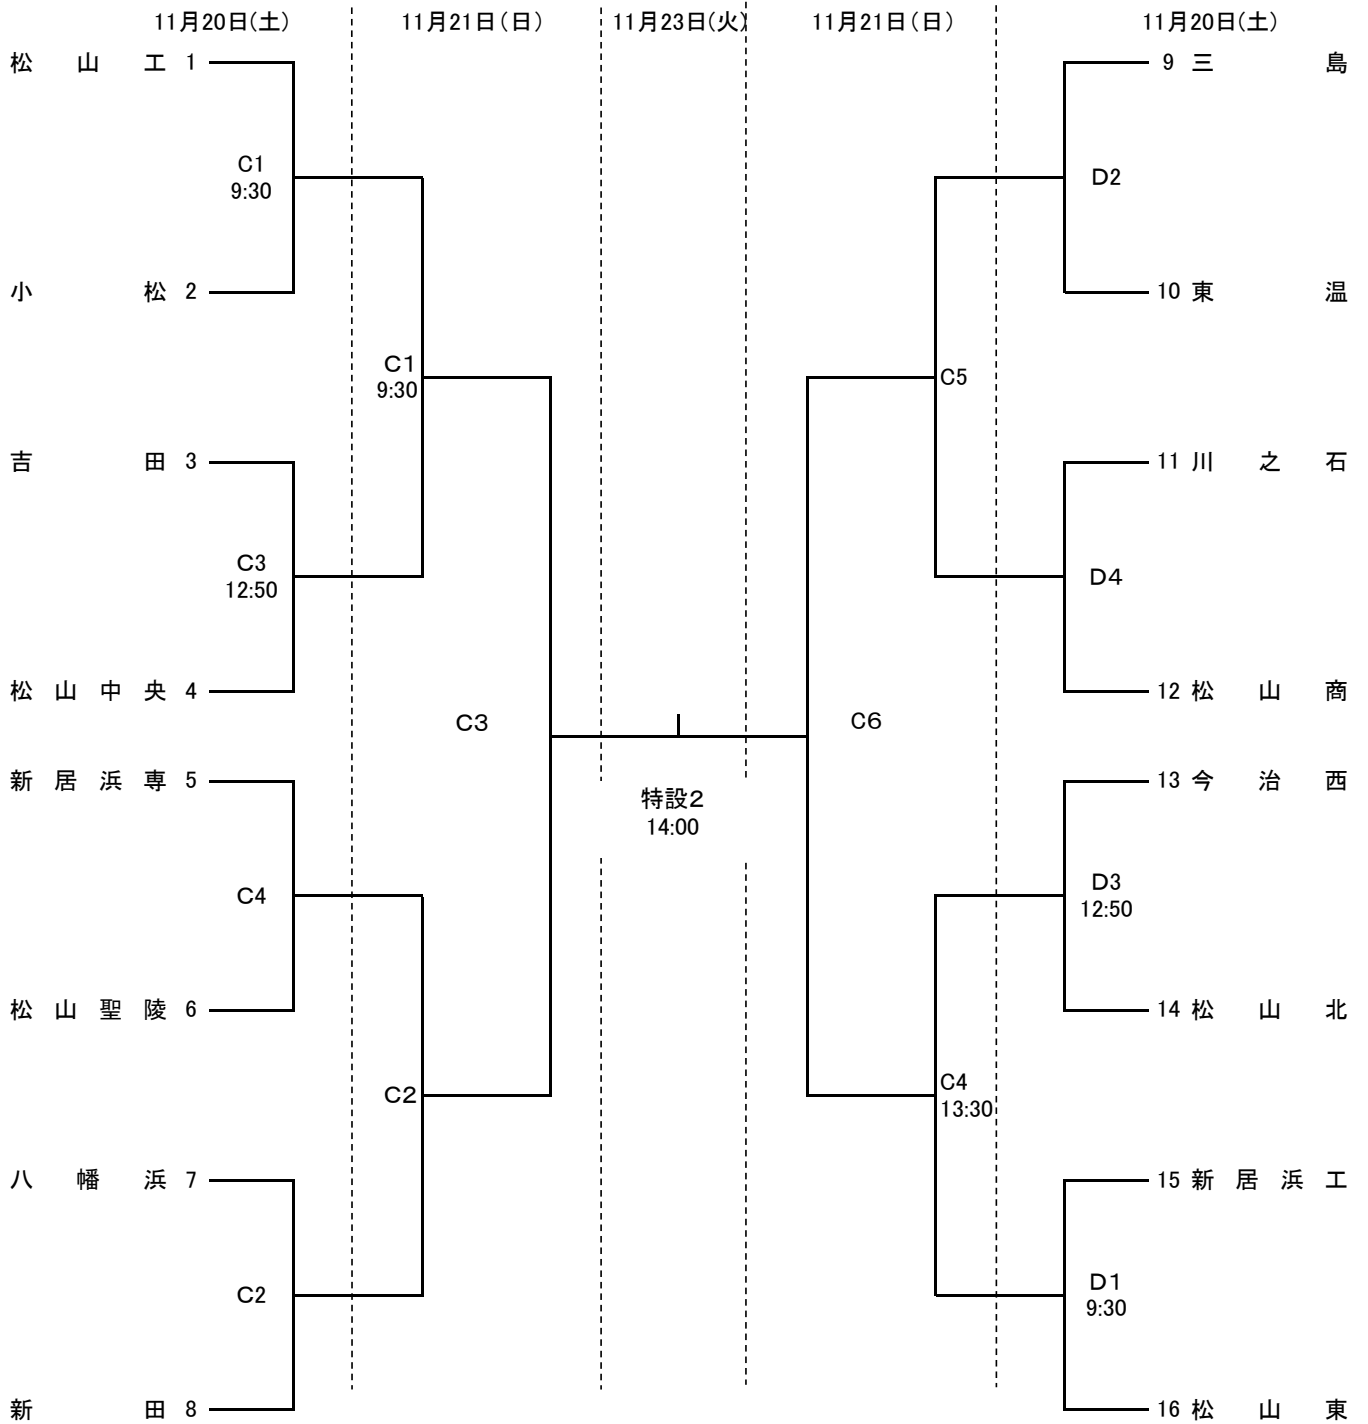 11月20日(土) 11月21日(日) 11月23日(火) 11月21日(日) 11月20日(土)
松山工 1
9 三島
C1
9:30
D2
小松 2
10 東温
C1
9:30
C5
吉田 3
11 川之石
C3
12:50
D4
松山中央 4
12 松山商
C3
C6
新居浜専 5
13 今治西
特設2
14:00
C4
D3
12:50
松山聖陵 6
14 松山北
C2
C4
13:30
八幡浜 7
15 新居浜工
C2
D1
9:30
新田 8
16 松山東